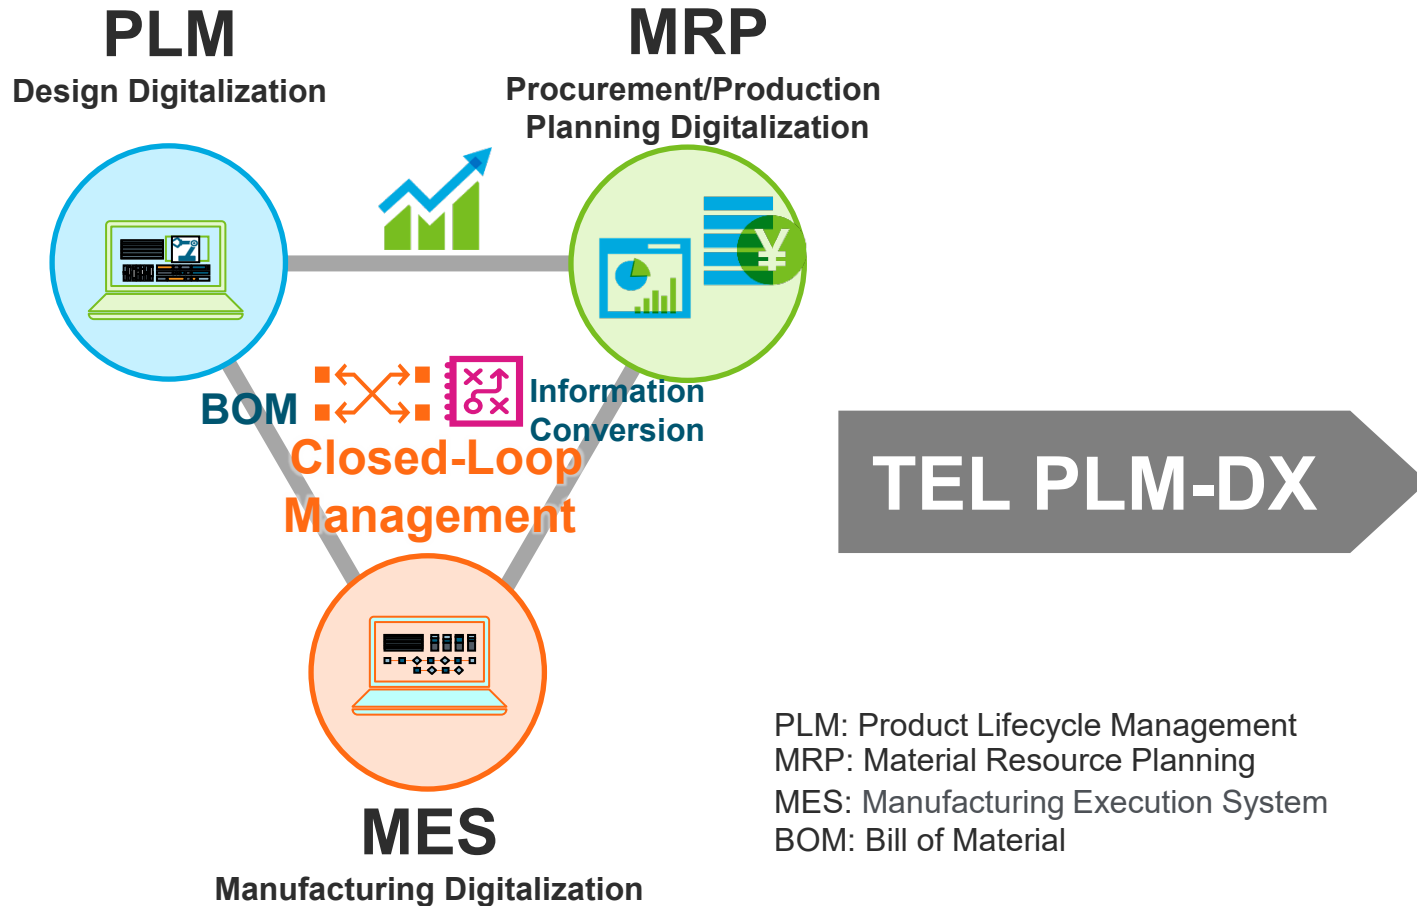 PLM
Design Digitalization
MRP
Procurement/Production
Planning Digitalization
¥
BOM
Information
Conversion
Closed-Loop
Management
TEL PLM-DX
MES
Manufacturing Digitalization
PLM: Product Lifecycle Management
MRP: Material Resource Planning
MES: Manufacturing Execution System
BOM: Bill of Material